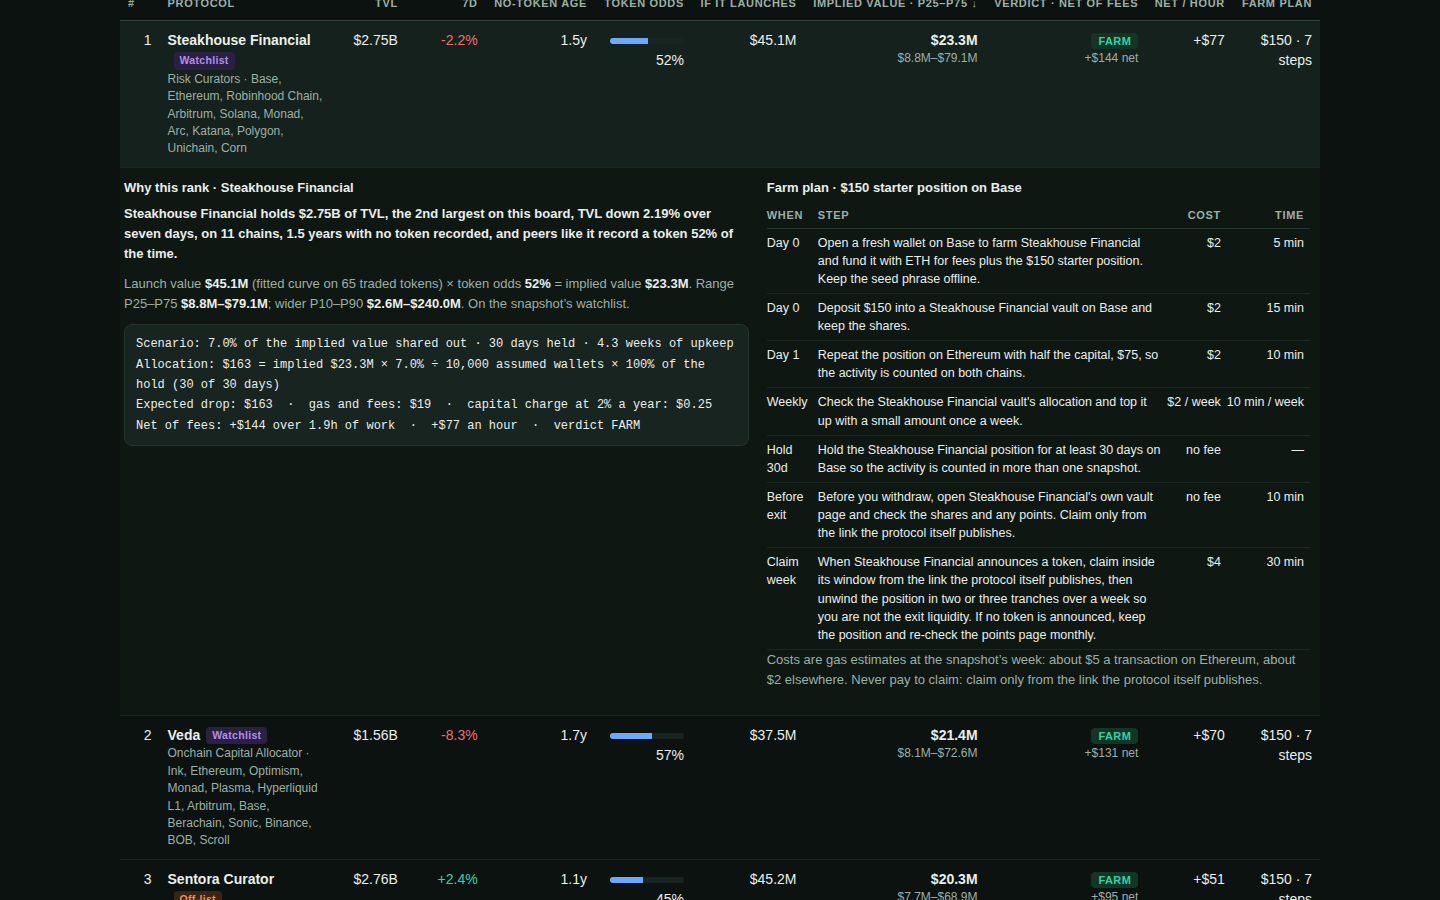 # PROTOCOL TVL 7D NO-TOKEN AGE TOKEN ODDS IF IT LAUNCHES IMPLIED VALUE · P25–P75 ↓ VERDICT · NET OF FEES NET / HOUR FARM PLAN
1 Steakhouse Financial $2.75B -2.2% 1.5y $45.1M $23.3M FARM +$77 $150 · 7
Watchlist 52% $8.8M–$79.1M +$144 net steps
Risk Curators · Base,
Ethereum, Robinhood Chain,
Arbitrum, Solana, Monad,
Arc, Katana, Polygon,
Unichain, Corn
Why this rank · Steakhouse Financial
Steakhouse Financial holds $2.75B of TVL, the 2nd largest on this board, TVL down 2.19% over
seven days, on 11 chains, 1.5 years with no token recorded, and peers like it record a token 52% of
the time.
Launch value $45.1M (fitted curve on 65 traded tokens) × token odds 52% = implied value $23.3M. Range
P25–P75 $8.8M–$79.1M; wider P10–P90 $2.6M–$240.0M. On the snapshot's watchlist.
Scenario: 7.0% of the implied value shared out · 30 days held · 4.3 weeks of upkeep
Allocation: $163 = implied $23.3M × 7.0% ÷ 10,000 assumed wallets × 100% of the
hold (30 of 30 days)
Expected drop: $163 · gas and fees: $19 · capital charge at 2% a year: $0.25
Net of fees: +$144 over 1.9h of work · +$77 an hour · verdict FARM
Farm plan · $150 starter position on Base
WHEN STEP COST TIME
Day 0 Open a fresh wallet on Base to farm Steakhouse Financial $2 5 min
and fund it with ETH for fees plus the $150 starter position.
Keep the seed phrase offline.
Day 0 Deposit $150 into a Steakhouse Financial vault on Base and $2 15 min
keep the shares.
Day 1 Repeat the position on Ethereum with half the capital, $75, so $2 10 min
the activity is counted on both chains.
Weekly Check the Steakhouse Financial vault's allocation and top it $2 / week 10 min / week
up with a small amount once a week.
Hold Hold the Steakhouse Financial position for at least 30 days on no fee —
30d Base so the activity is counted in more than one snapshot.
Before Before you withdraw, open Steakhouse Financial's own vault no fee 10 min
exit page and check the shares and any points. Claim only from
the link the protocol itself publishes.
Claim When Steakhouse Financial announces a token, claim inside $4 30 min
week its window from the link the protocol itself publishes, then
unwind the position in two or three tranches over a week so
you are not the exit liquidity. If no token is announced, keep
the position and re-check the points page monthly.
Costs are gas estimates at the snapshot's week: about $5 a transaction on Ethereum, about
$2 elsewhere. Never pay to claim: claim only from the link the protocol itself publishes.
2 Veda Watchlist $1.56B -8.3% 1.7y $37.5M $21.4M FARM +$70 $150 · 7
57% $8.1M–$72.6M +$131 net steps
Onchain Capital Allocator ·
Ink, Ethereum, Optimism,
Monad, Plasma, Hyperliquid
L1, Arbitrum, Base,
Berachain, Sonic, Binance,
BOB, Scroll
3 Sentora Curator $2.76B +2.4% 1.1y $45.2M $20.3M FARM +$51 $150 · 7
Off list 45% $7.7M–$68.9M +$95 net steps